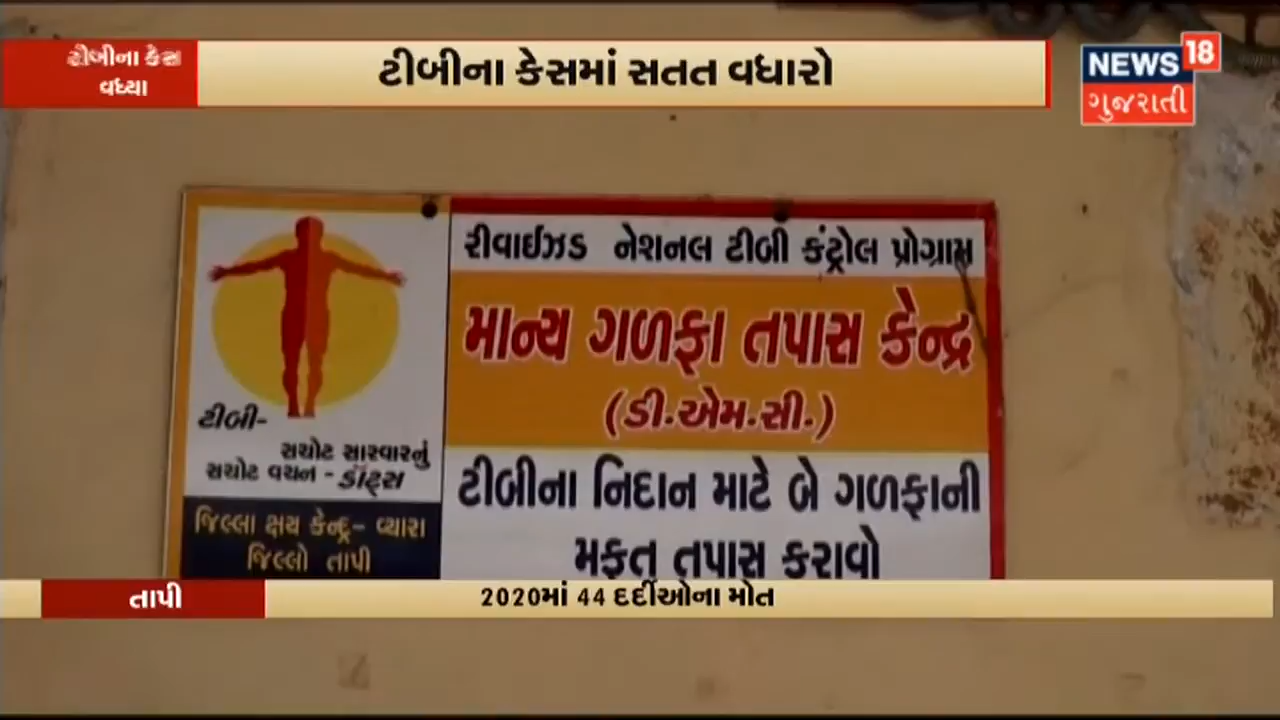 ટીબીના કેસ
વધ્યા
ટીબીના કેસમાં સતત વધારો
NEWS 18
ગુજરાતી
રીવાઈઝડ નેશનલ ટીબી કંટ્રોલ પ્રોગ્રામ
માન્ય ગળફા તપાસ કેન્દ્ર
(ડી.એમ.સી.)
ટીબીના નિદાન માટે બે ગળફાની
મફત તપાસ કરાવો
ટીબી-
સચોટ સારવારનું
સચોટ વચન - ડૉટ્સ
જિલ્લા ક્ષય કેન્દ્ર - વ્યારા
જિલ્લો તાપી
તાપી
2020માં 44 દર્દીઓના મોત